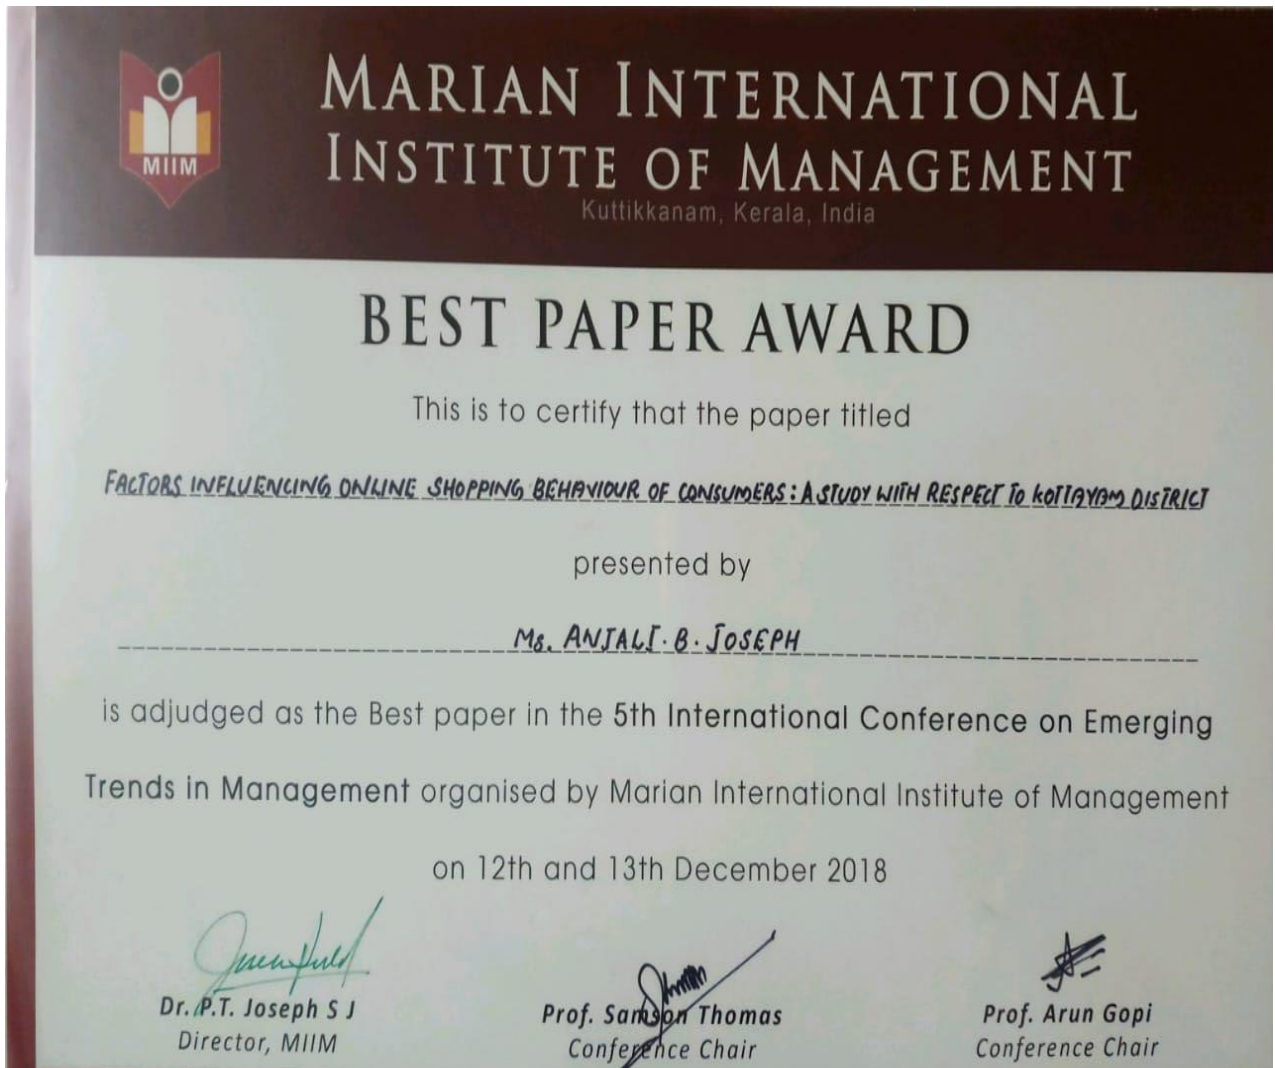 MIIM
MARIAN INTERNATIONAL
INSTITUTE OF MANAGEMENT
Kuttikkanam, Kerala, India
BEST PAPER AWARD
This is to certify that the paper titled
FACTORS INFLUENCING ONLINE SHOPPING BEHAVIOUR OF CONSUMERS: A STUDY WITH RESPECT TO KOTTAYAM DISTRICT
presented by
Ms. ANJALI. B. JOSEPH
is adjudged as the Best paper in the 5th International Conference on Emerging
Trends in Management organised by Marian International Institute of Management
on 12th and 13th December 2018
Dr. P.T. Joseph S J
Director, MIIM
Prof. Samson Thomas
Conference Chair
Prof. Arun Gopi
Conference Chair